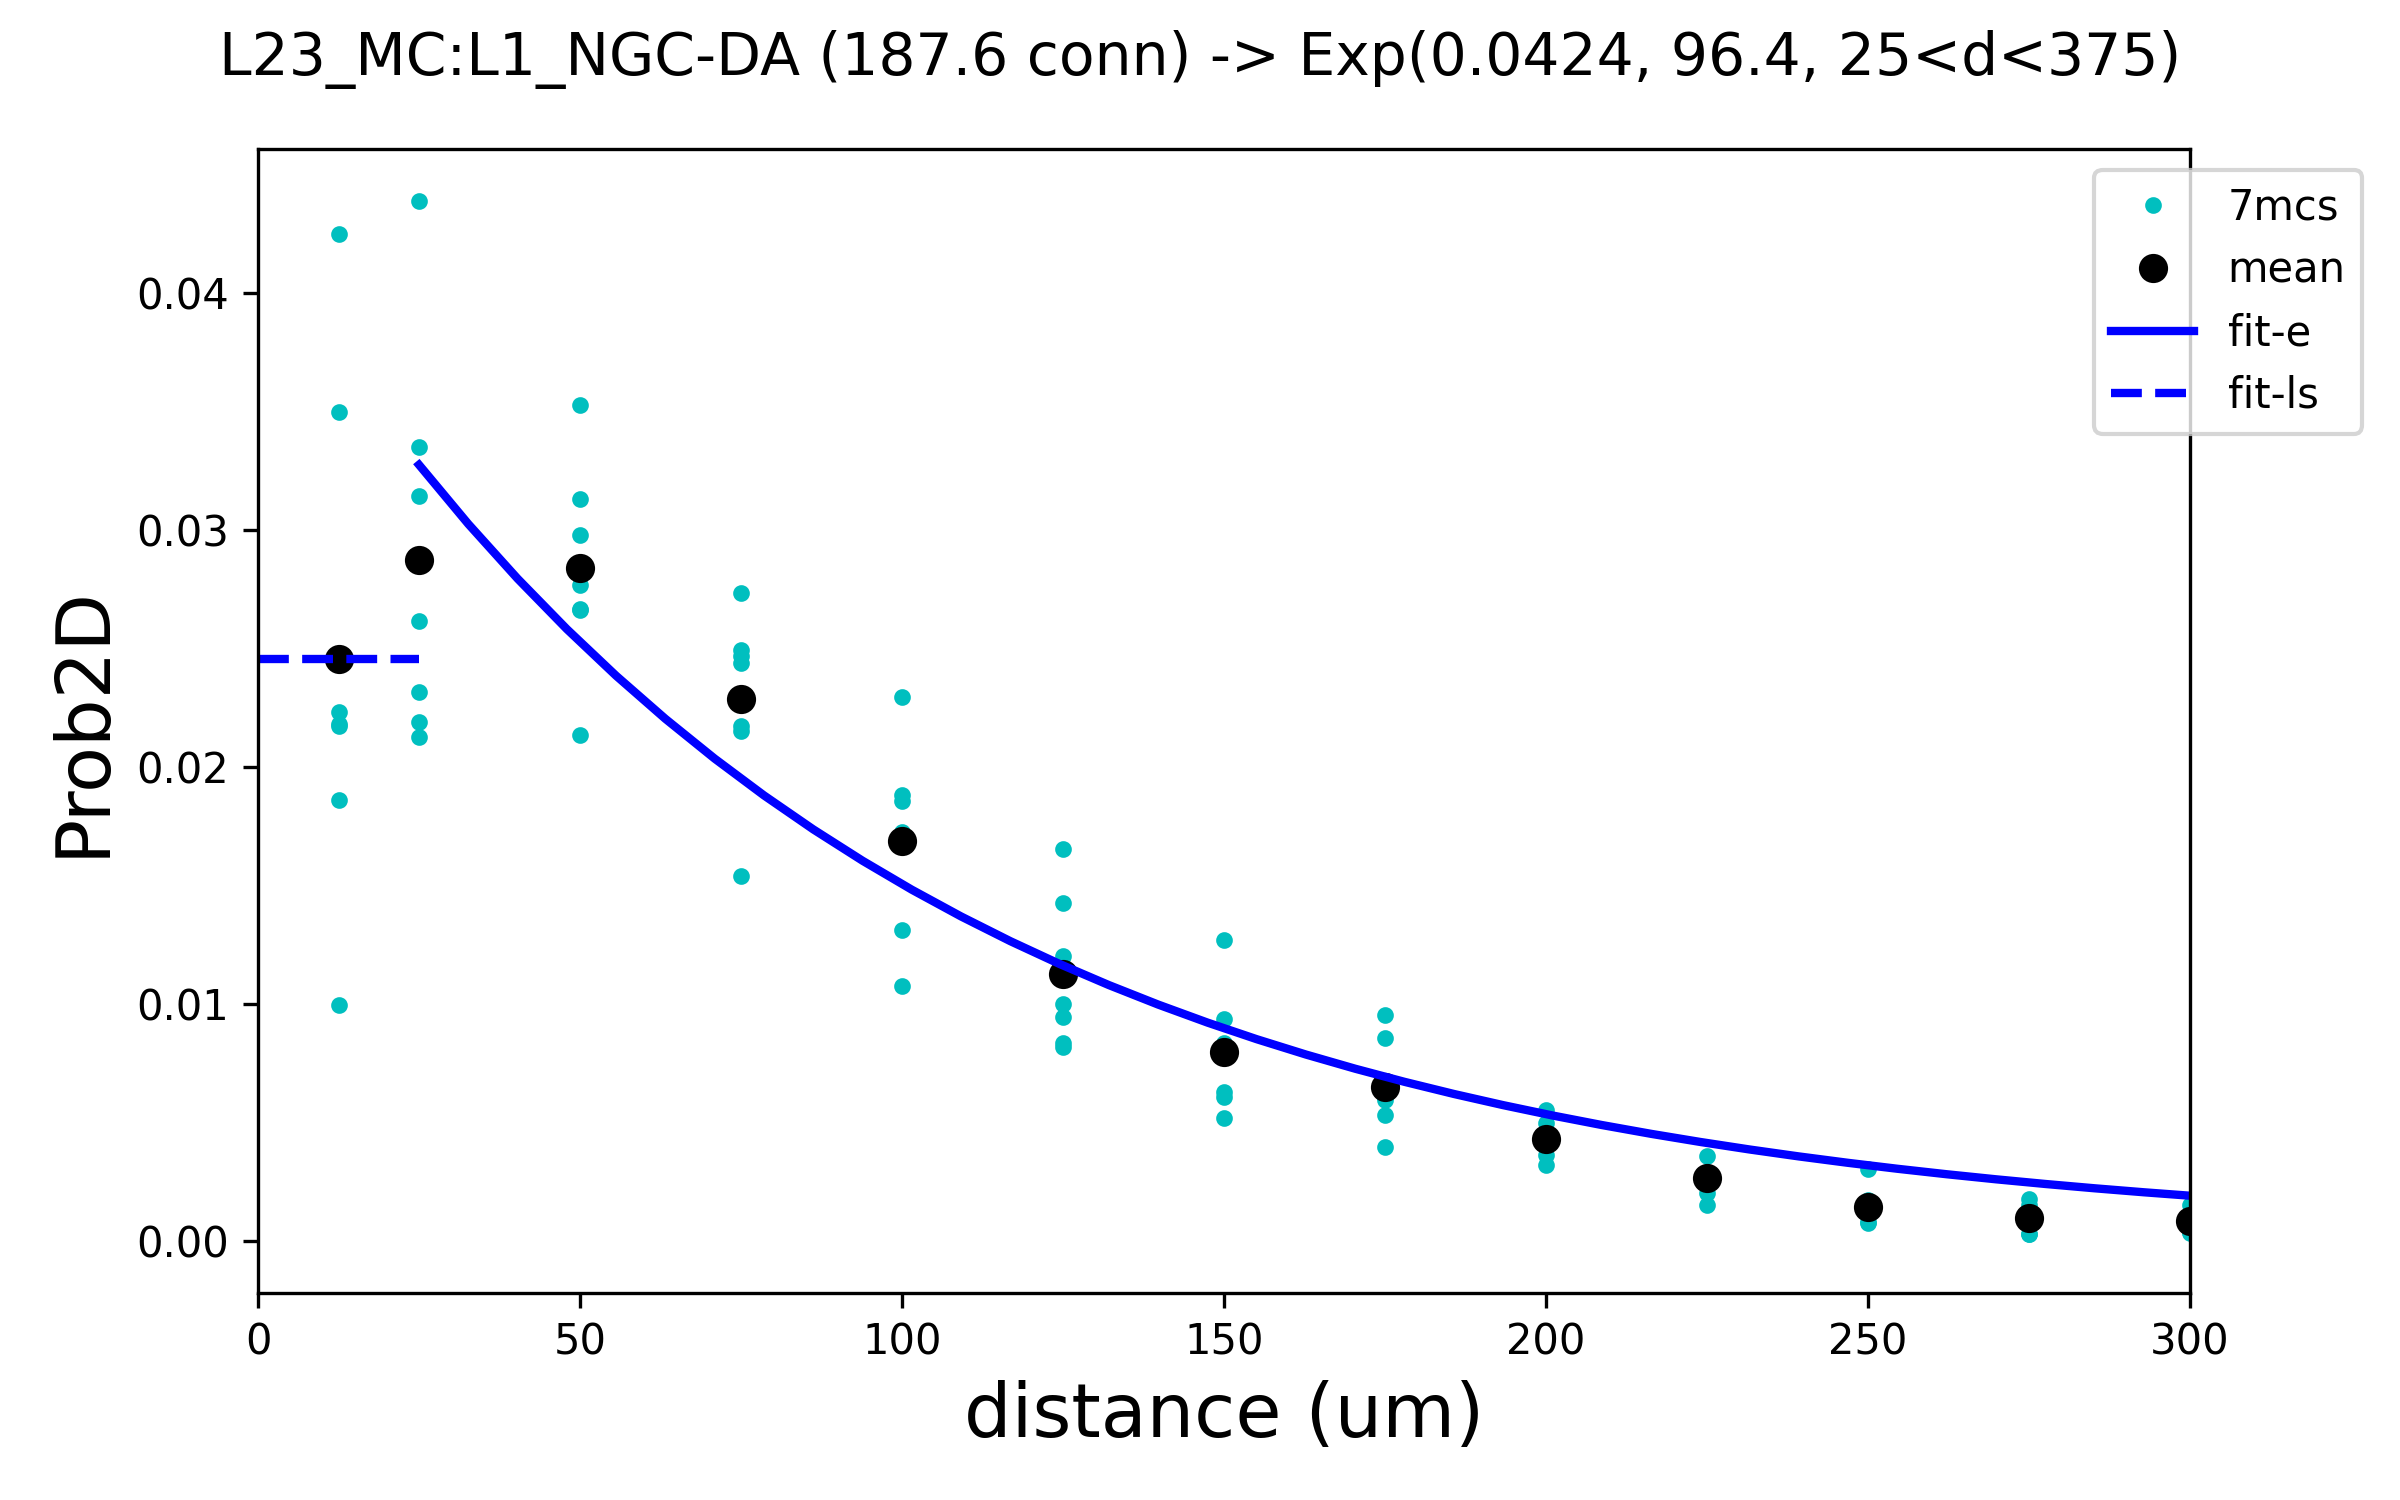 L23_MC:L1_NGC-DA (187.6 conn) -> Exp(0.0424, 96.4, 25<d<375)
7mcs
mean
fit-e
fit-ls
Prob2D
0.04
0.03
0.02
0.01
0.00
0 50 100 150 200 250 300
distance (um)